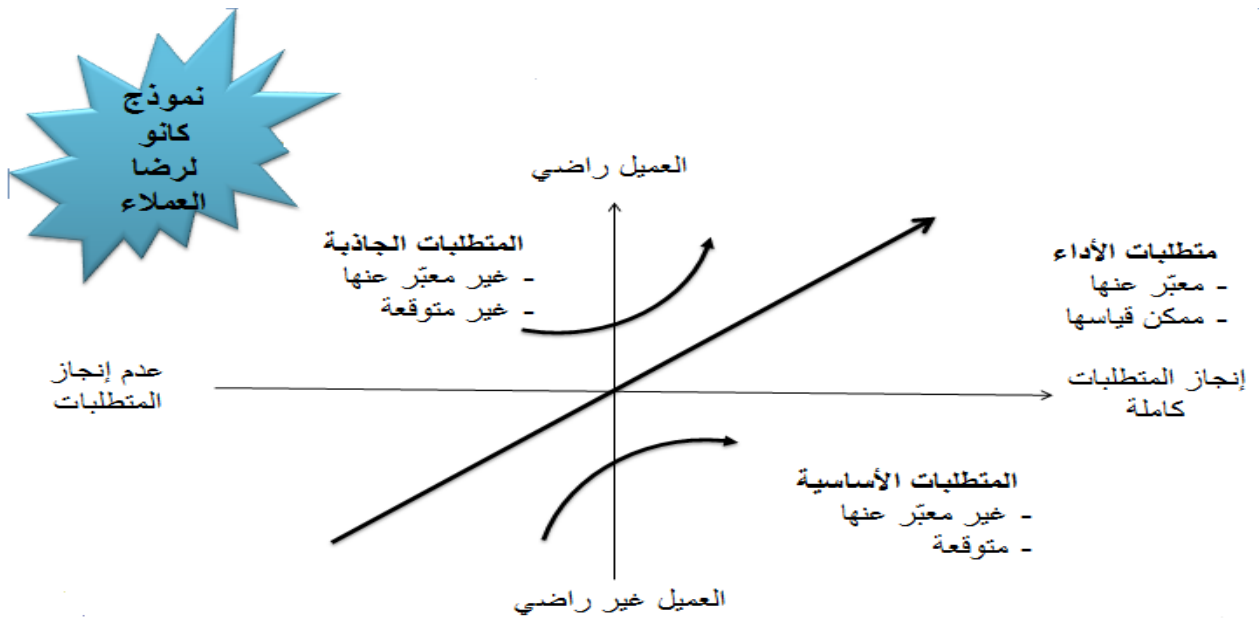 نموذج
كانو
لرضا
العملاء
العميل راضي
المتطلبات الجاذبة
- غير معبّر عنها
- غير متوقعة
متطلبات الأداء
- معبّر عنها
- ممكن قياسها
عدم إنجاز
المتطلبات
إنجاز المتطلبات
كاملة
المتطلبات الأساسية
- غير معبّر عنها
- متوقعة
العميل غير راضي